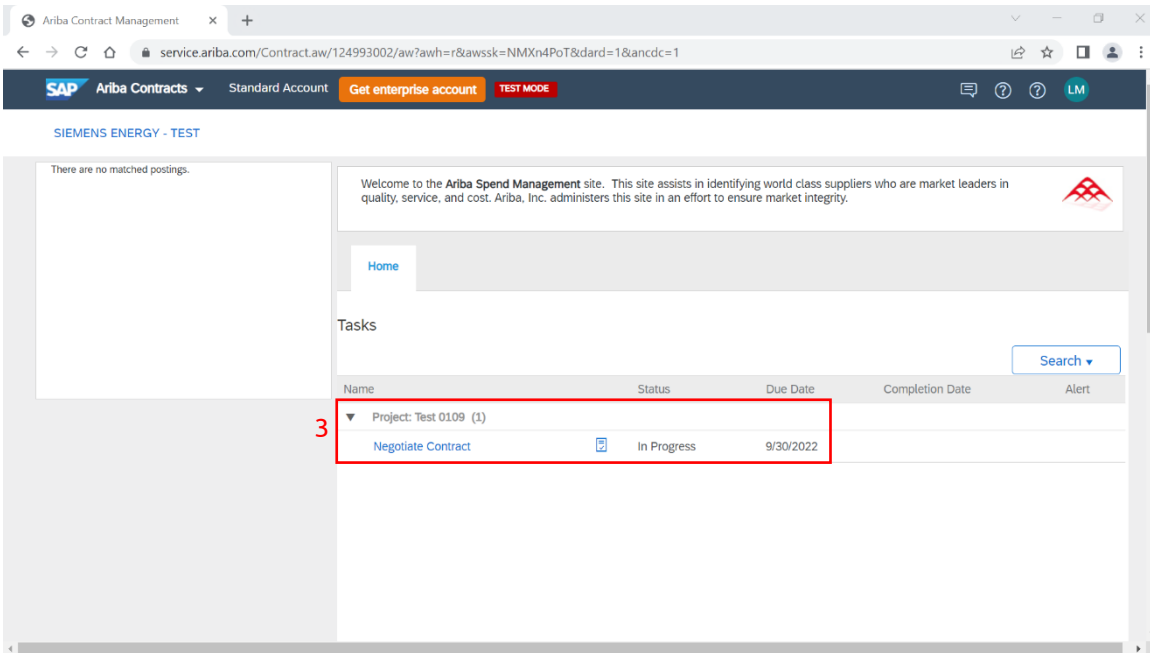 Ariba Contract Management
service.ariba.com/Contract.aw/124993002/aw?awh=r&awssk=NMXn4PoT&dard=1&ancdc=1
SAP Ariba Contracts Standard Account Get enterprise account TEST MODE LM
SIEMENS ENERGY - TEST
There are no matched postings.
Welcome to the Ariba Spend Management site. This site assists in identifying world class suppliers who are market leaders in
quality, service, and cost. Ariba, Inc. administers this site in an effort to ensure market integrity.
Home
Tasks
Search
Name Status Due Date Completion Date Alert
3
Project: Test 0109 (1)
Negotiate Contract In Progress 9/30/2022